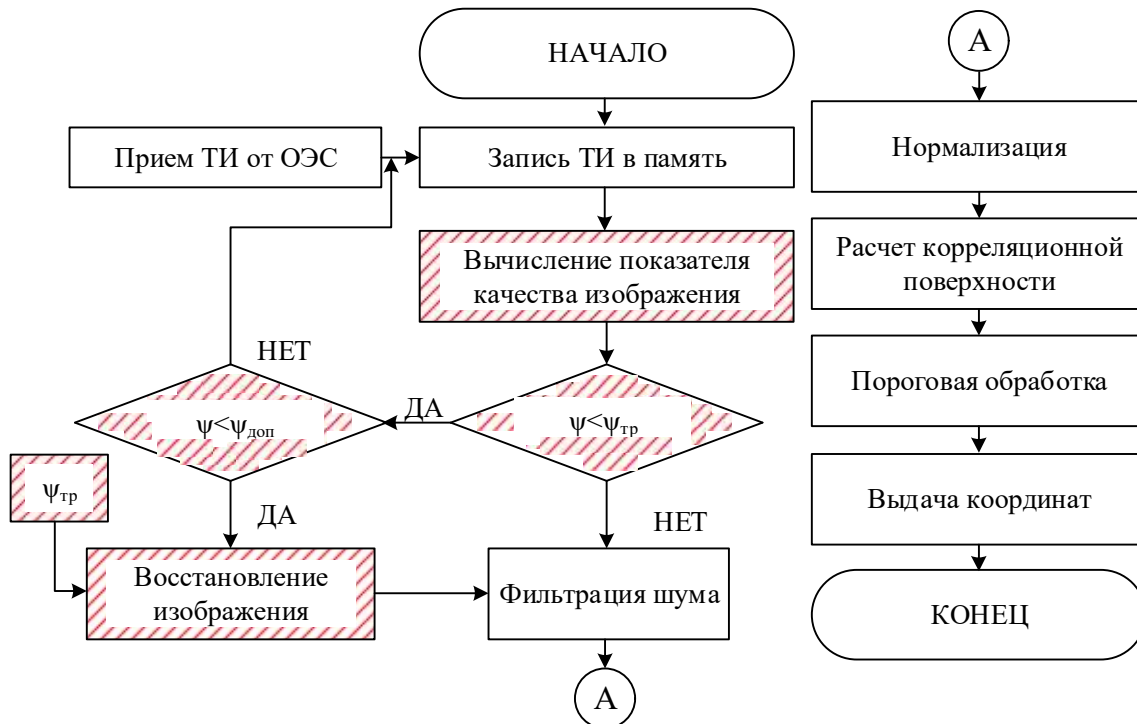 НАЧАЛО
Прием ТИ от ОЭС
Запись ТИ в память
Вычисление показателя
качества изображения
НЕТ
ψ<ψдоп
ДА
ψ<ψтр
ψтр
ДА
НЕТ
Восстановление
изображения
Фильтрация шума
А
А
Нормализация
Расчет корреляционной
поверхности
Пороговая обработка
Выдача координат
КОНЕЦ